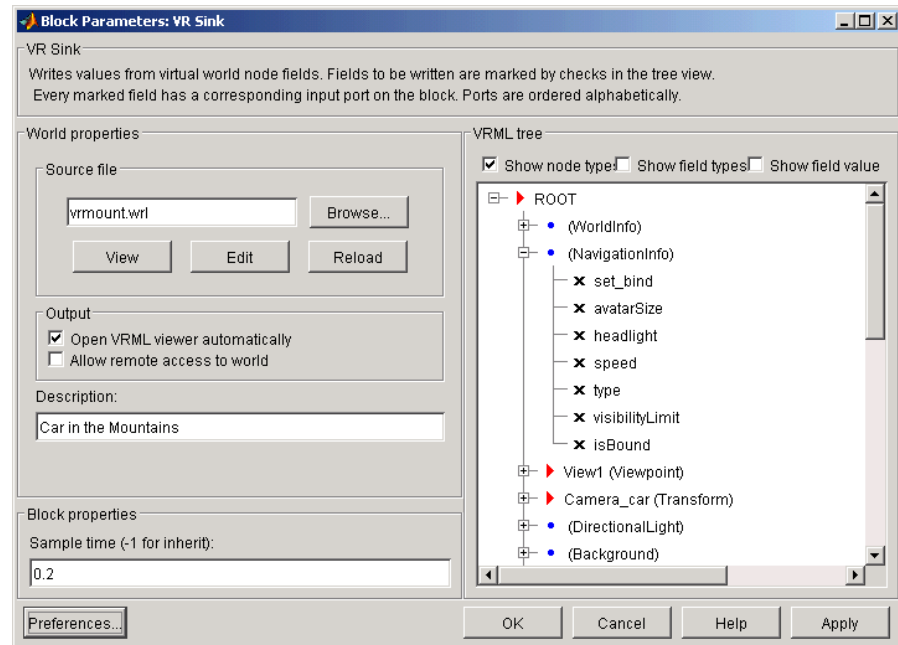 Block Parameters: VR Sink
VR Sink
Writes values from virtual world node fields. Fields to be written are marked by checks in the tree view.
Every marked field has a corresponding input port on the block. Ports are ordered alphabetically.
World properties
Source file
vrmount.wrl
Browse...
View Edit Reload
Output
Open VRML viewer automatically
Allow remote access to world
Description:
Car in the Mountains
Block properties
Sample time (-1 for inherit):
0.2
VRML tree
Show node types Show field types Show field value
ROOT
(WorldInfo)
(NavigationInfo)
set_bind
avatarSize
headlight
speed
type
visibilityLimit
isBound
View1 (Viewpoint)
Camera_car (Transform)
(DirectionalLight)
(Background)
Preferences... OK Cancel Help Apply